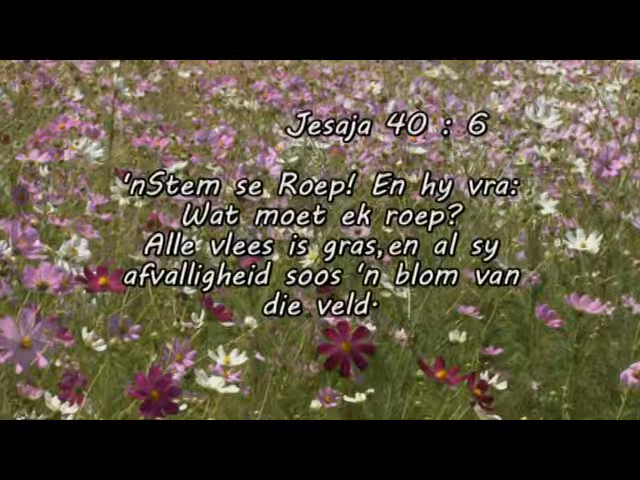 Jesaja 40 : 6
'nStem se Roep! En hy vra:
Wat moet ek roep?
Alle vlees is gras,en al sy
afvalligheid soos 'n blom van
die veld.